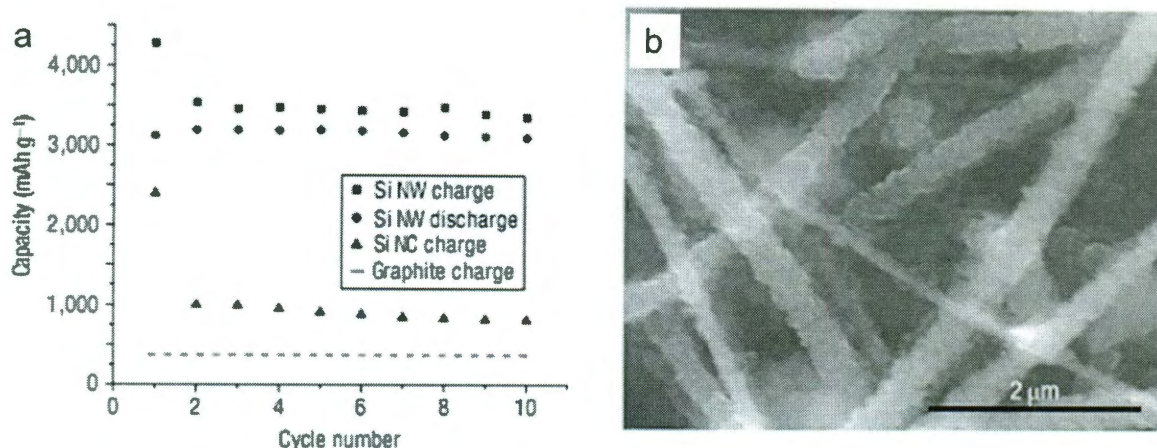 a
Capacity (mAh g⁻¹)
4,000
3,000
2,000
1,000
0
Si NW charge
Si NW discharge
Si NC charge
Graphite charge
0 2 4 6 8 10
Cycle number
b
2 μm